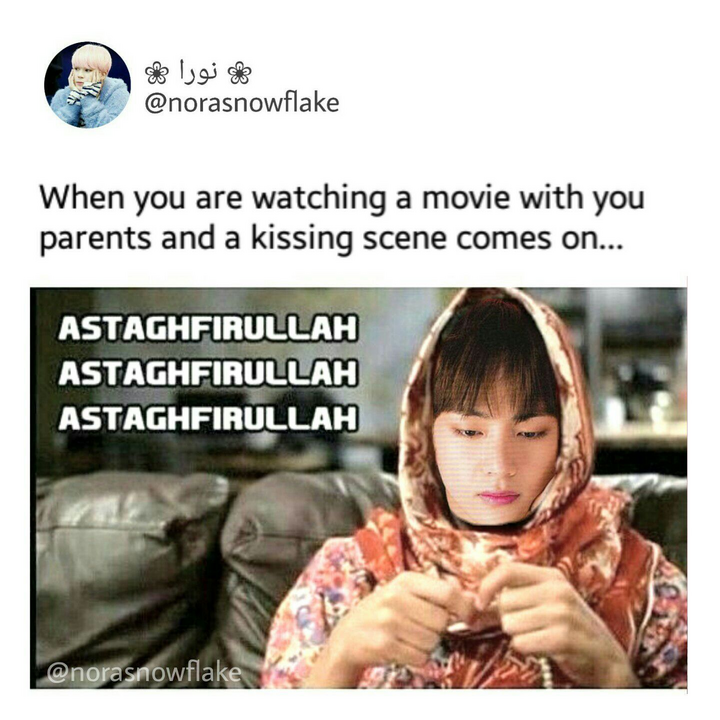 ❀ نورا ❀
@norasnowflake
When you are watching a movie with you
parents and a kissing scene comes on...
ASTAGHFIRULLAH
ASTAGHFIRULLAH
ASTAGHFIRULLAH
@norasnowflake